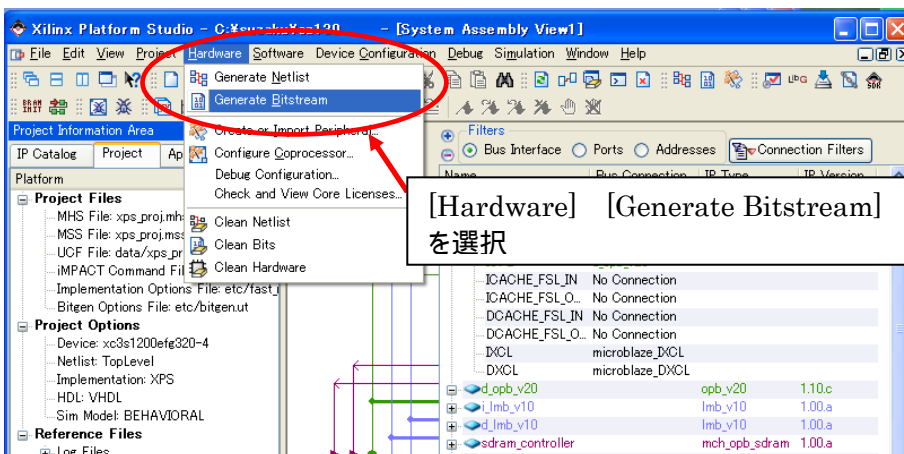 Xilinx Platform Studio - C:¥suzaku¥sz130 - [System Assembly View1]
File Edit View Project Hardware Software Device Configuration Debug Simulation Window Help
Generate Netlist
Generate Bitstream
Create or Import Peripheral...
Configure Coprocessor...
Debug Configuration...
Check and View Core Licenses...
Clean Netlist
Clean Bits
Clean Hardware
Project Information Area
IP Catalog Project Ap
Platform
Project Files
MHS File: xps_proj.mh
MSS File: xps_proj.mss
UCF File: data/xps_pr
iMPACT Command Fil
Implementation Options File: etc/fast_
Bitgen Options File: etc/bitgen.ut
Project Options
Device: xc3s1200efg320-4
Netlist: TopLevel
Implementation: XPS
HDL: VHDL
Sim Model: BEHAVIORAL
Reference Files
Log Files
Filters
Bus Interface Ports Addresses Connection Filters
Name Bus Connection IP Type IP Version
[Hardware] [Generate Bitstream]
を選択
ICACHE_FSL_IN No Connection
ICACHE_FSL_O... No Connection
DCACHE_FSL_IN No Connection
DCACHE_FSL_O... No Connection
IXCL microblaze_IXCL
DXCL microblaze_DXCL
d_opb_v20 opb_v20 1.10.c
i_lmb_v10 lmb_v10 1.00.a
d_lmb_v10 lmb_v10 1.00.a
sdram_controller mch_opb_sdram 1.00.a